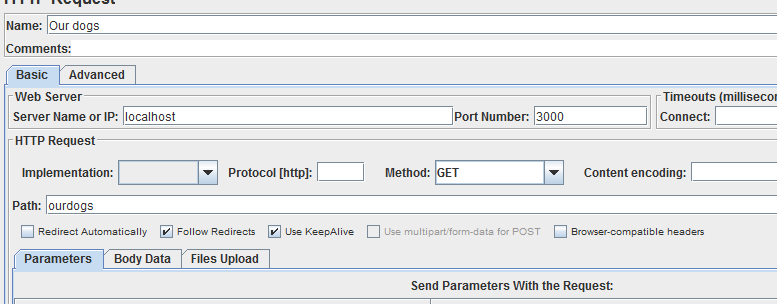 HTTP Request
Name: Our dogs
Comments:
Basic Advanced
Web Server Timeouts (millisecon
Server Name or IP: localhost Port Number: 3000 Connect:
HTTP Request
Implementation: Protocol [http]: Method: GET Content encoding:
Path: ourdogs
Redirect Automatically Follow Redirects Use KeepAlive Use multipart/form-data for POST Browser-compatible headers
Parameters Body Data Files Upload
Send Parameters With the Request: